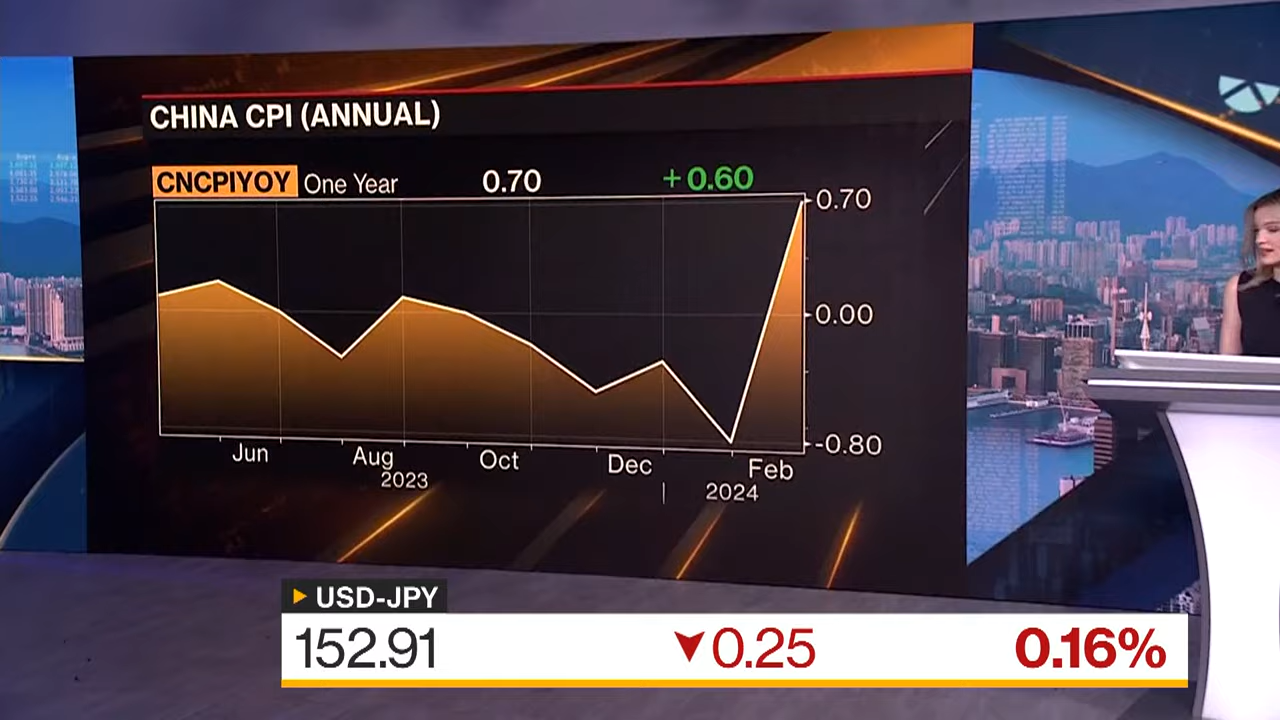 CHINA CPI (ANNUAL)
CNCPIYOY One Year 0.70 +0.60
0.70
0.00
-0.80
Jun Aug Oct Dec Feb
2023 2024
USD-JPY
152.91 0.25 0.16%